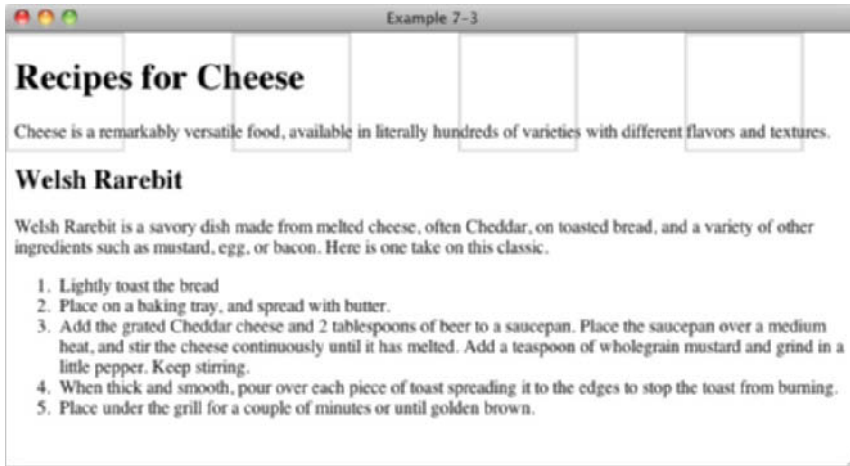 Example 7-3
Recipes for Cheese
Cheese is a remarkably versatile food, available in literally hundreds of varieties with different flavors and textures.
Welsh Rarebit
Welsh Rarebit is a savory dish made from melted cheese, often Cheddar, on toasted bread, and a variety of other
ingredients such as mustard, egg, or bacon. Here is one take on this classic.
1. Lightly toast the bread
2. Place on a baking tray, and spread with butter.
3. Add the grated Cheddar cheese and 2 tablespoons of beer to a saucepan. Place the saucepan over a medium
heat, and stir the cheese continuously until it has melted. Add a teaspoon of wholegrain mustard and grind in a
little pepper. Keep stirring.
4. When thick and smooth, pour over each piece of toast spreading it to the edges to stop the toast from burning.
5. Place under the grill for a couple of minutes or until golden brown.